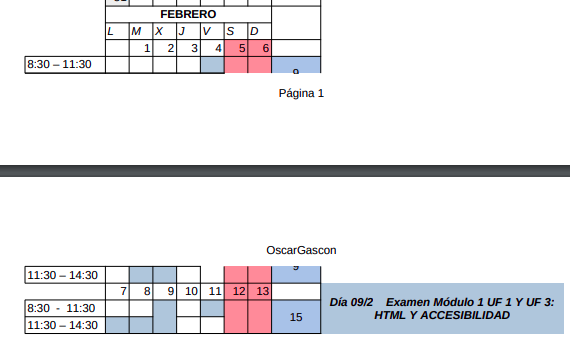 FEBRERO
L M X J V S D
1 2 3 4 5 6
8:30 – 11:30
9
Página 1
OscarGascon
11:30 – 14:30
7 8 9 10 11 12 13
8:30 - 11:30
15
11:30 – 14:30
Día 09/2 Examen Módulo 1 UF 1 Y UF 3:
HTML Y ACCESIBILIDAD